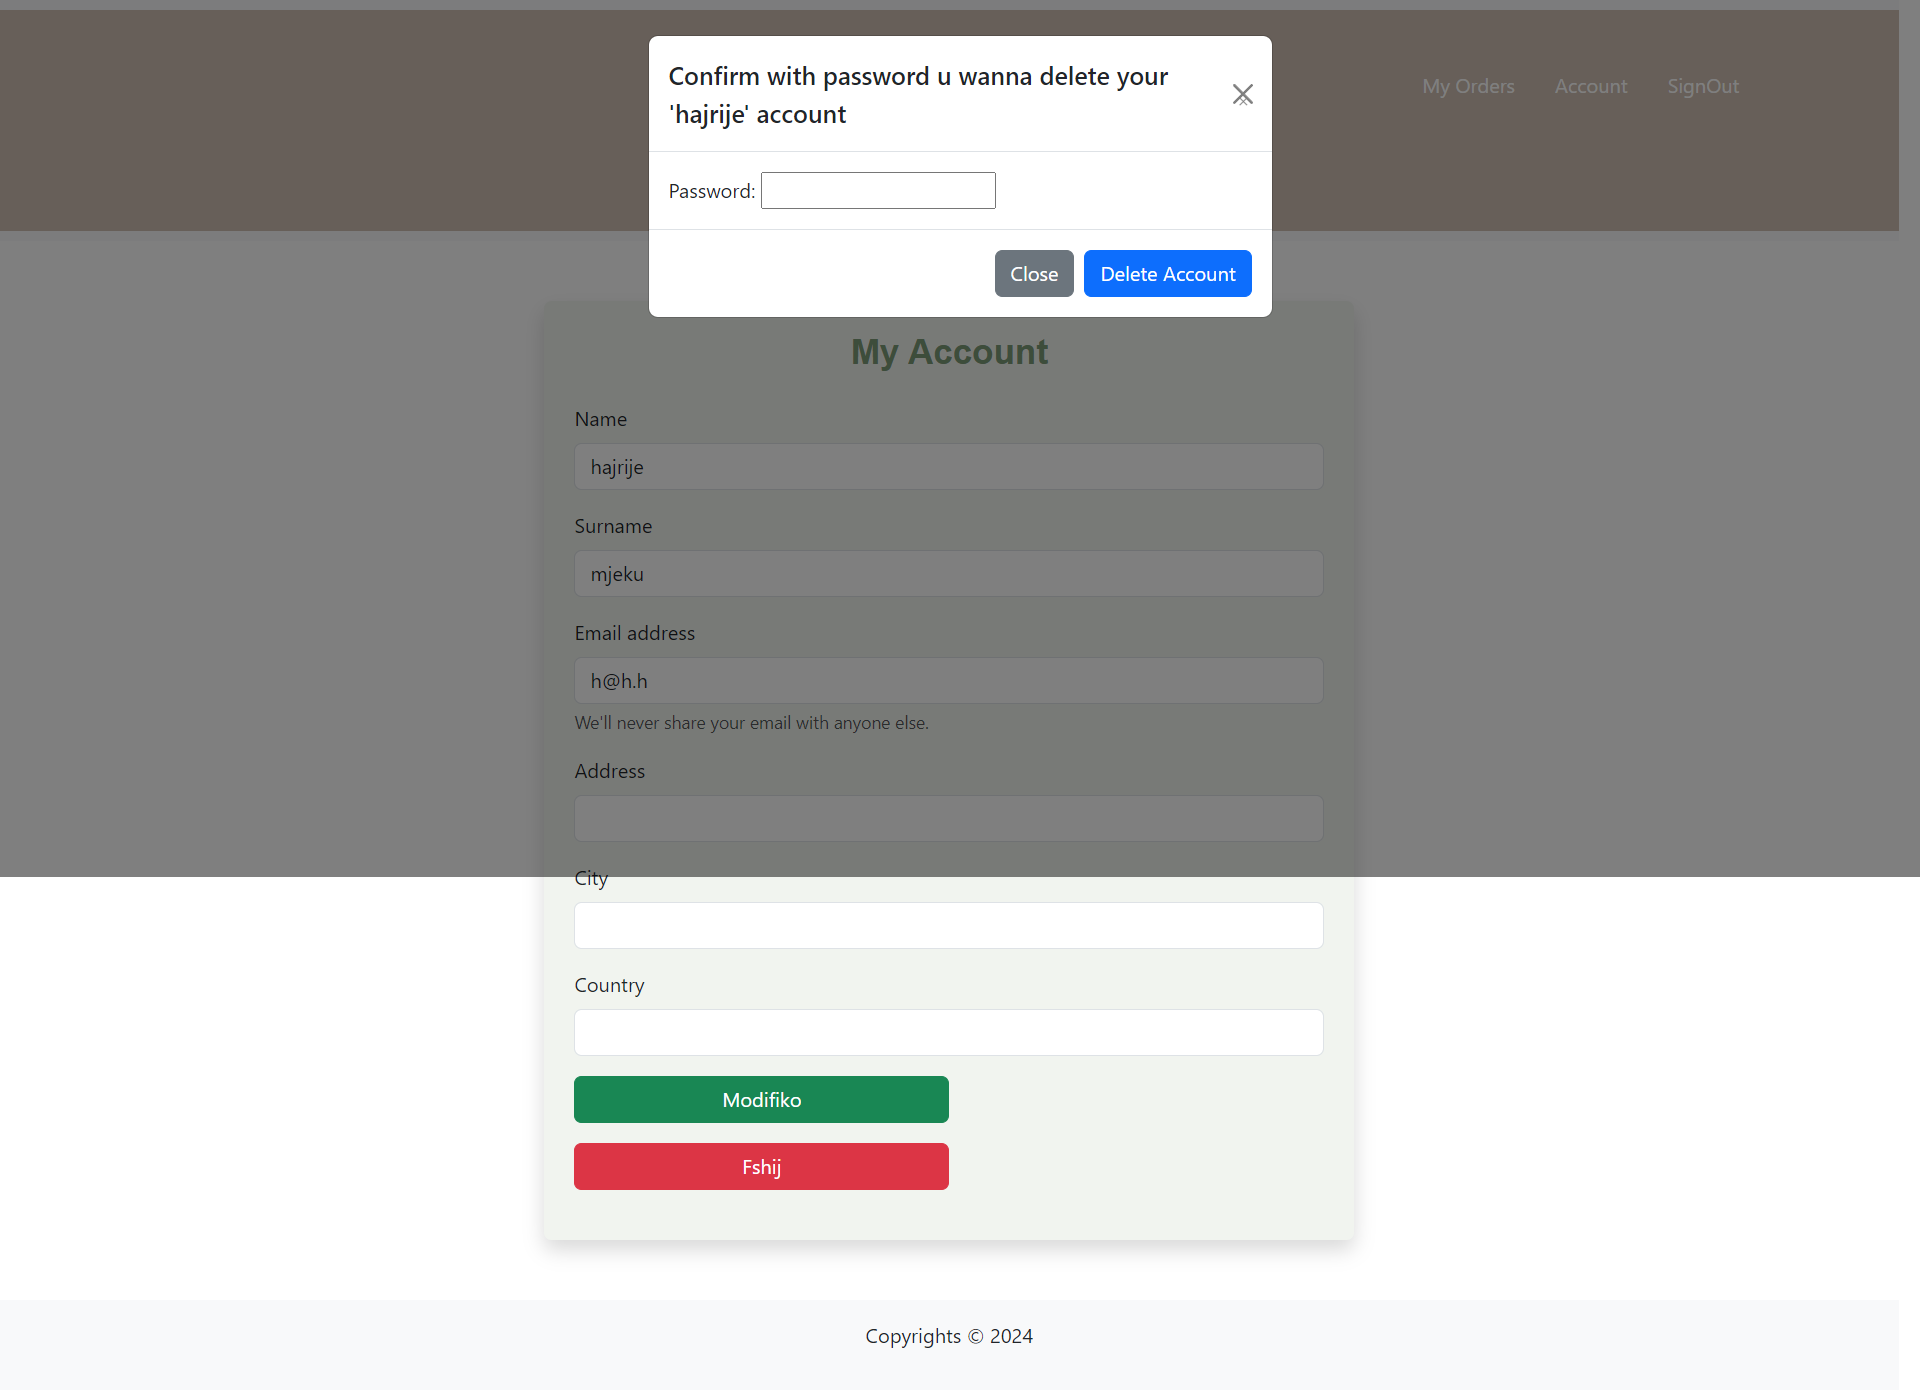 My Orders Account SignOut
Confirm with password u wanna delete your
'hajrije' account
Password:
Close Delete Account
My Account
Name
hajrije
Surname
mjeku
Email address
h@h.h
We'll never share your email with anyone else.
Address
City
Country
Modifiko
Fshij
Copyrights © 2024